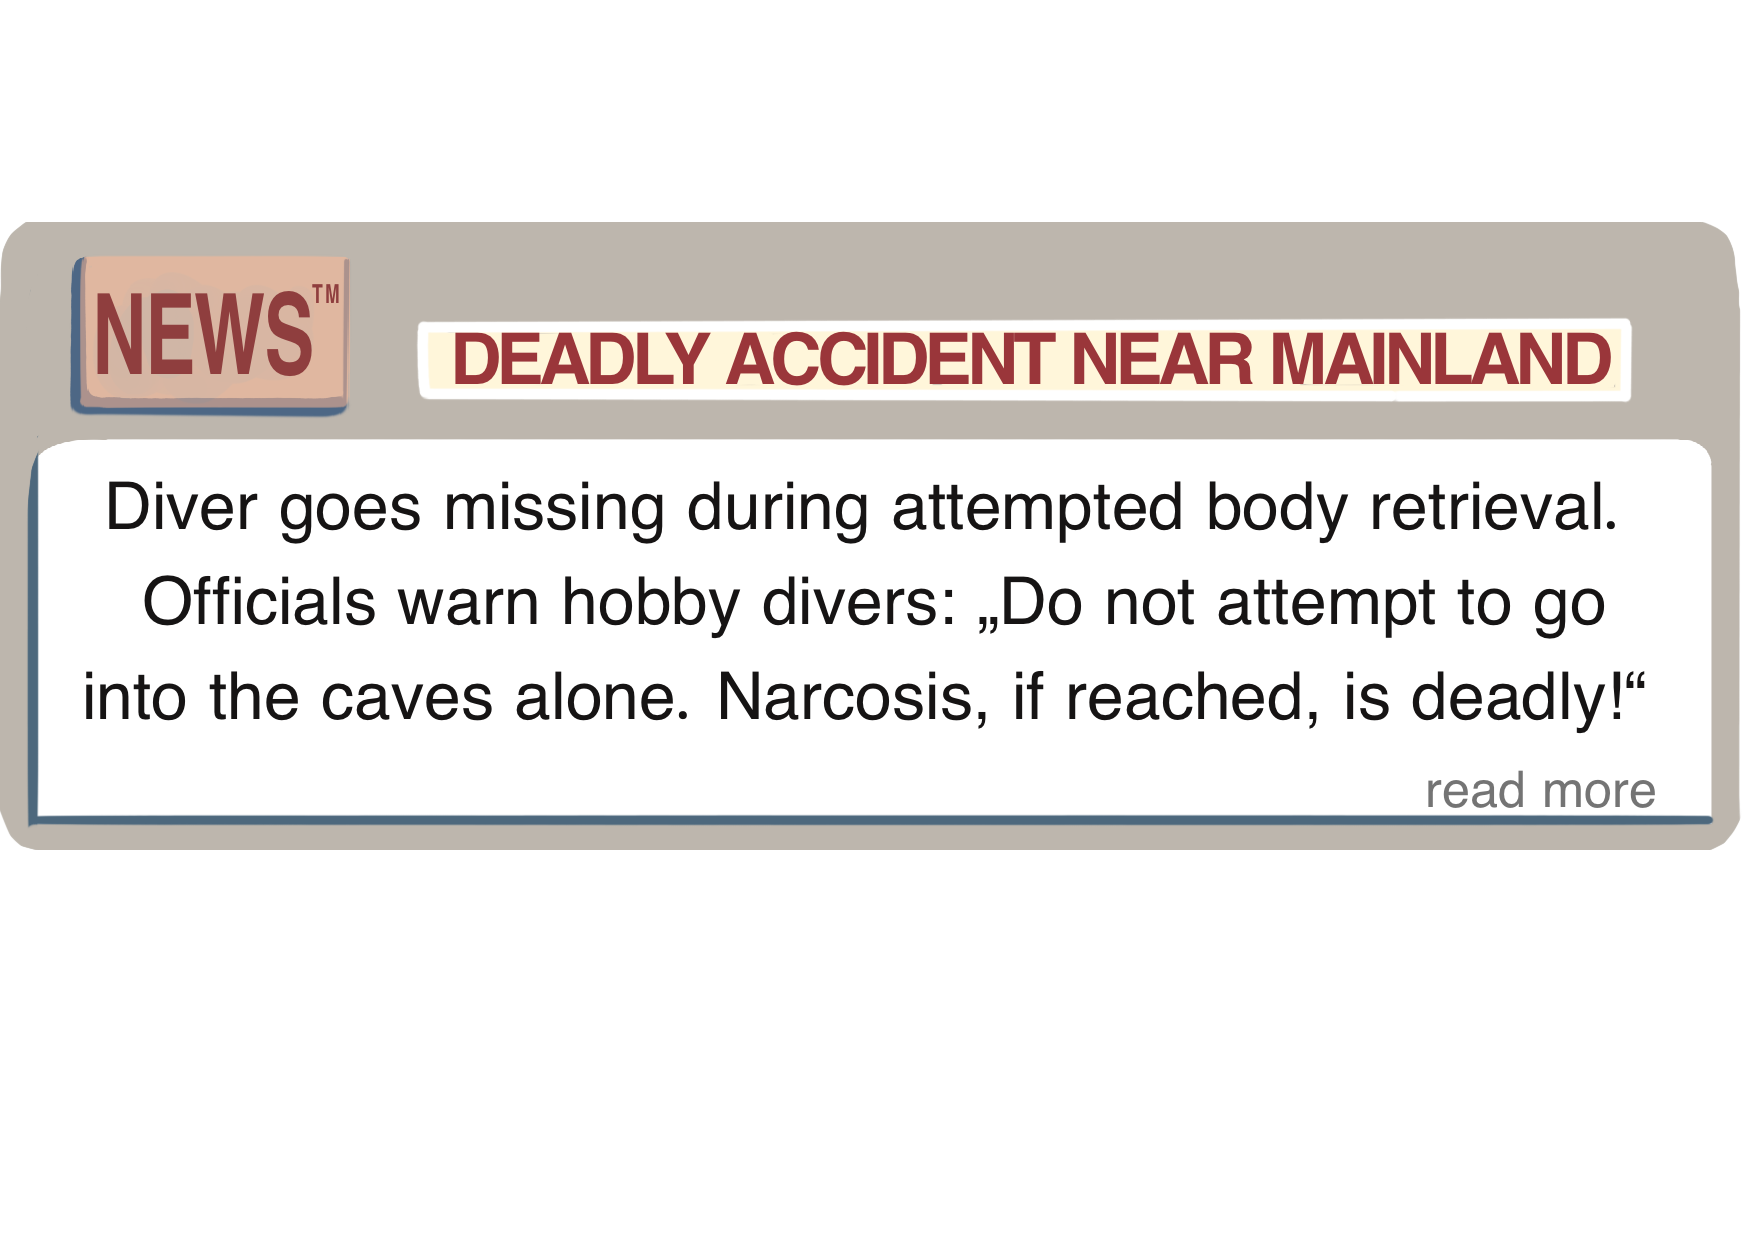 NEWS™
DEADLY ACCIDENT NEAR MAINLAND
Diver goes missing during attempted body retrieval.
Officials warn hobby divers: „Do not attempt to go
into the caves alone. Narcosis, if reached, is deadly!“
read more